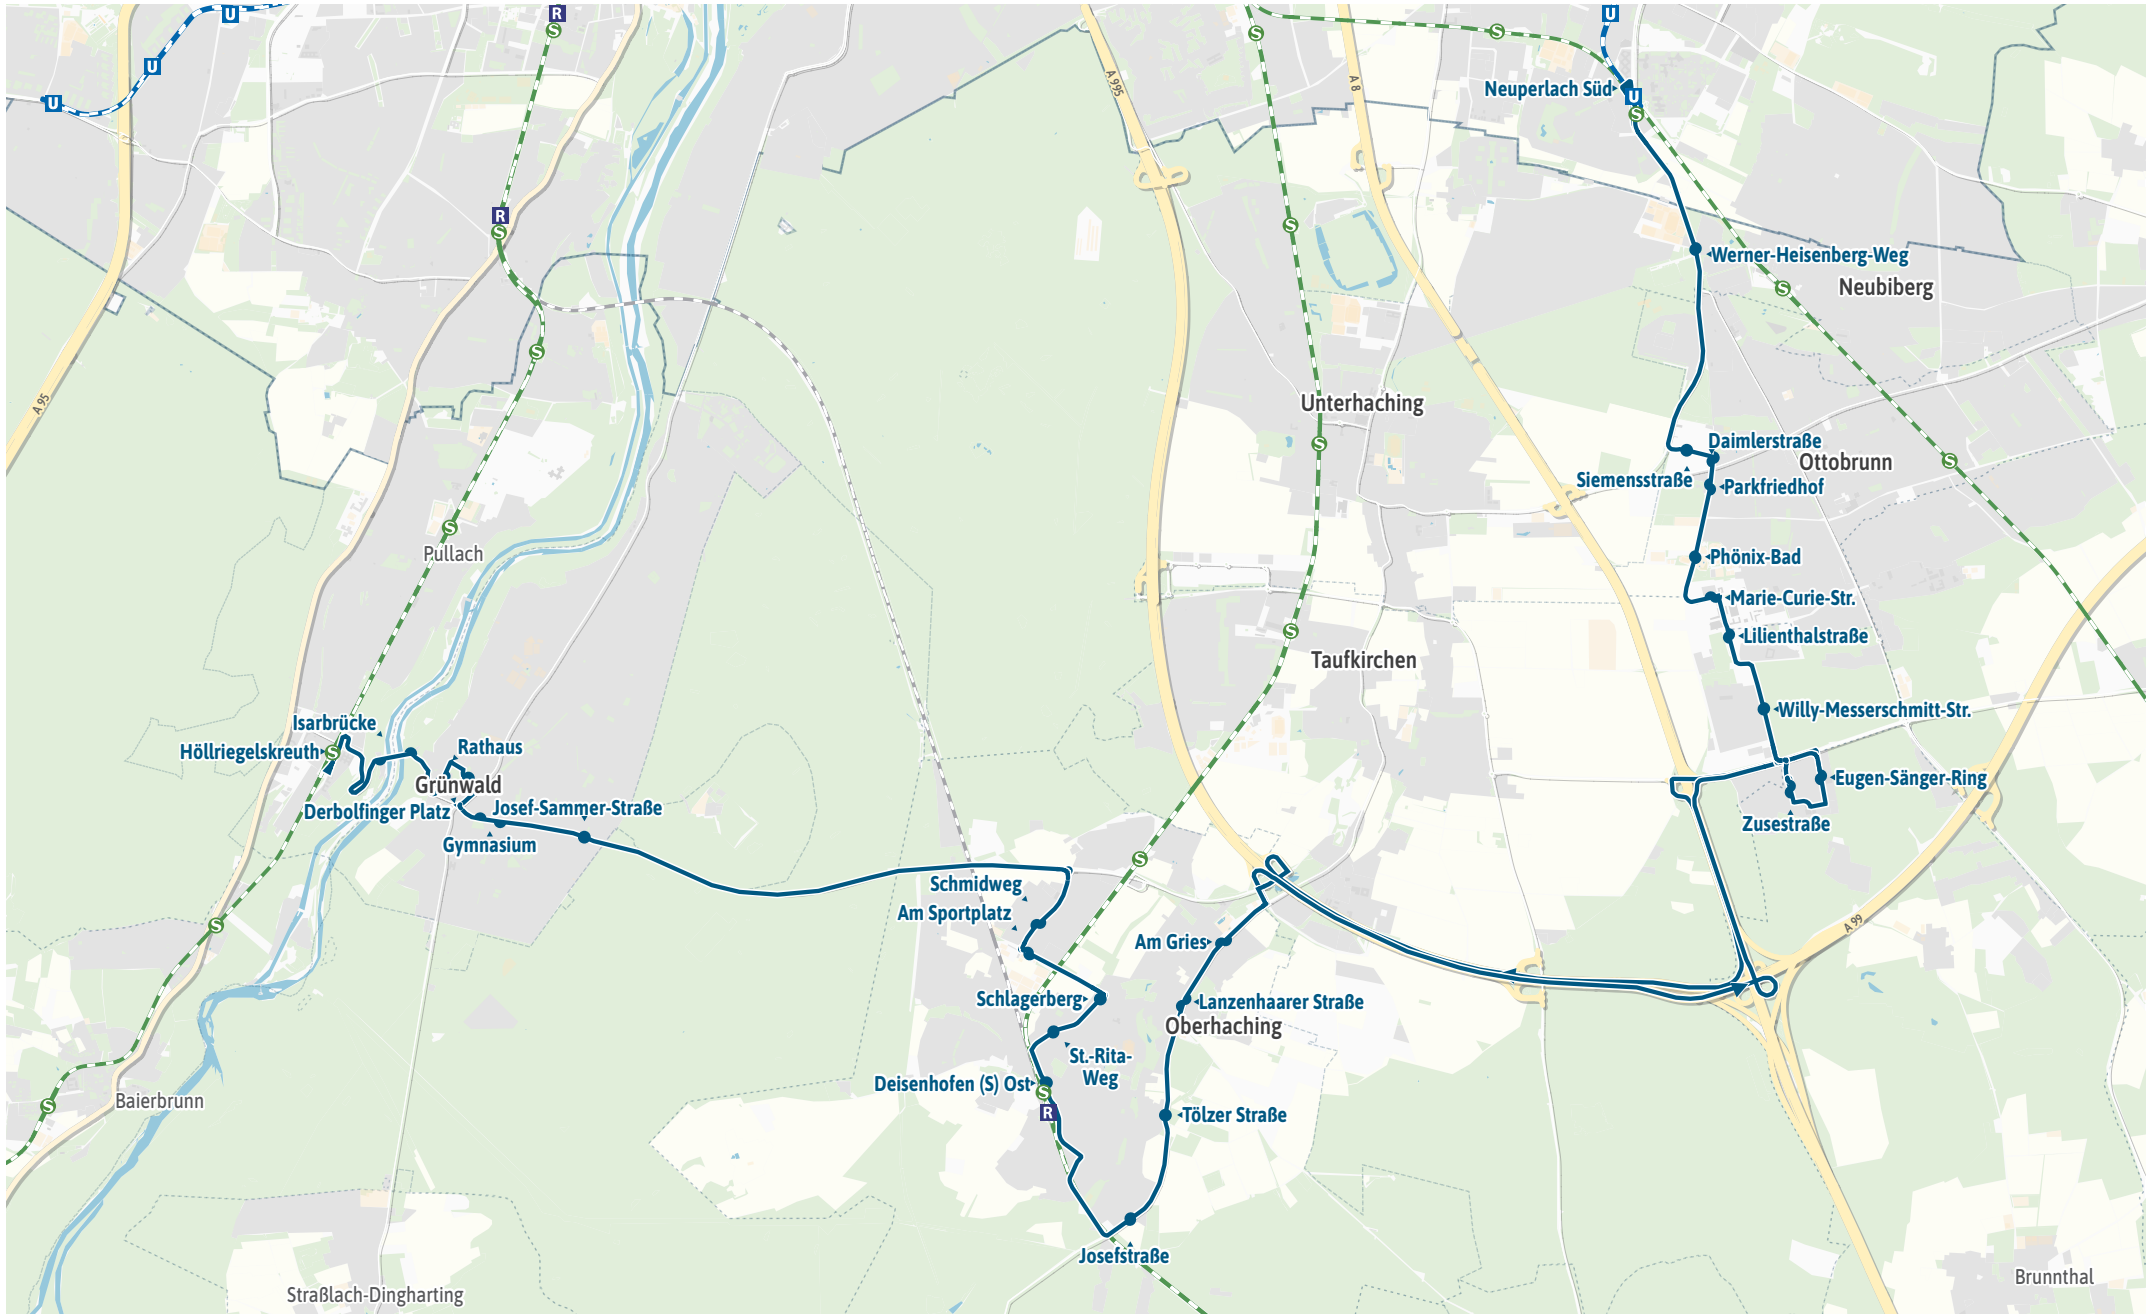 U
R
S
U
S
S
U
A 995
A 8
U
Neuperlach Süd
U
S
U
R
S
S
Werner-Heisenberg-Weg
S
Neubiberg
S
A 95
Unterhaching
S
Daimlerstraße
Ottobrunn
S
Siemensstraße
Parkfriedhof
S
Pullach
Phönix-Bad
Marie-Curie-Str.
S
Lilienthalstraße
Taufkirchen
Willy-Messerschmitt-Str.
Isarbrücke
Höllriegelskreuth
S
Rathaus
Grünwald
Eugen-Sänger-Ring
Derbolfinger Platz
Josef-Sammer-Straße
Zusestraße
Gymnasium
S
Schmidweg
Am Sportplatz
S
A 99
Am Gries
Schlagerberg
Lanzenhaarer Straße
Oberhaching
St.-Rita-
Weg
Deisenhofen (S) Ost
S
R
S
Baierbrunn
Tölzer Straße
Josefstraße
Brunnthal
Straßlach-Dingharting